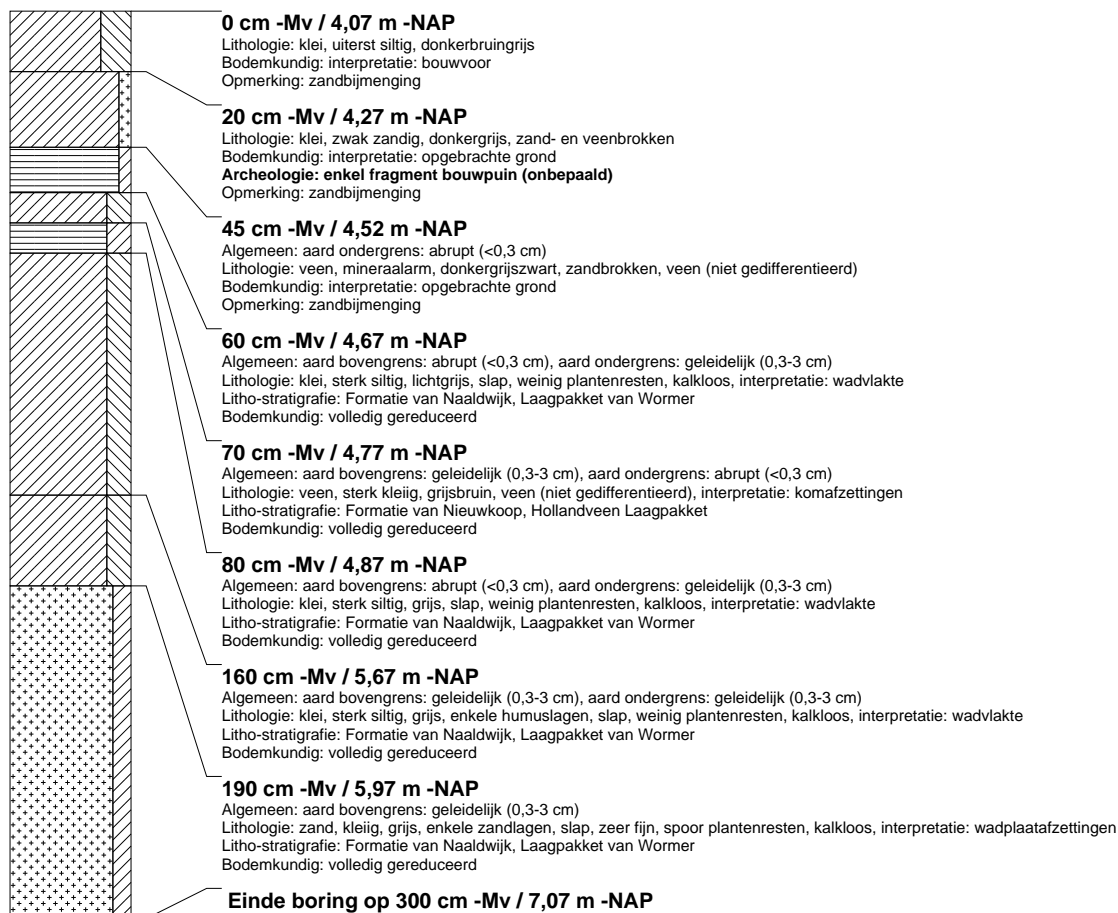 0 cm -Mv / 4,07 m -NAP
Lithologie: klei, uiterst siltig, donkerbruingrijs
Bodemkundig: interpretatie: bouwvoor
Opmerking: zandbijmenging
20 cm -Mv / 4,27 m -NAP
Lithologie: klei, zwak zandig, donkergrijs, zand- en veenbrokken
Bodemkundig: interpretatie: opgebrachte grond
Archeologie: enkel fragment bouwpuin (onbepaald)
Opmerking: zandbijmenging
45 cm -Mv / 4,52 m -NAP
Algemeen: aard ondergrens: abrupt (<0,3 cm)
Lithologie: veen, mineraalarm, donkergrijszwart, zandbrokken, veen (niet gedifferentieerd)
Bodemkundig: interpretatie: opgebrachte grond
Opmerking: zandbijmenging
60 cm -Mv / 4,67 m -NAP
Algemeen: aard bovengrens: abrupt (<0,3 cm), aard ondergrens: geleidelijk (0,3-3 cm)
Lithologie: klei, sterk siltig, lichtgrijs, slap, weinig plantenresten, kalkloos, interpretatie: wadvlakte
Litho-stratigrafie: Formatie van Naaldwijk, Laagpakket van Wormer
Bodemkundig: volledig gereduceerd
70 cm -Mv / 4,77 m -NAP
Algemeen: aard bovengrens: geleidelijk (0,3-3 cm), aard ondergrens: abrupt (<0,3 cm)
Lithologie: veen, sterk kleiig, grijsbruin, veen (niet gedifferentieerd), interpretatie: komafzettingen
Litho-stratigrafie: Formatie van Nieuwkoop, Hollandveen Laagpakket
Bodemkundig: volledig gereduceerd
80 cm -Mv / 4,87 m -NAP
Algemeen: aard bovengrens: abrupt (<0,3 cm), aard ondergrens: geleidelijk (0,3-3 cm)
Lithologie: klei, sterk siltig, grijs, slap, weinig plantenresten, kalkloos, interpretatie: wadvlakte
Litho-stratigrafie: Formatie van Naaldwijk, Laagpakket van Wormer
Bodemkundig: volledig gereduceerd
160 cm -Mv / 5,67 m -NAP
Algemeen: aard bovengrens: geleidelijk (0,3-3 cm), aard ondergrens: geleidelijk (0,3-3 cm)
Lithologie: klei, sterk siltig, grijs, enkele humuslagen, slap, weinig plantenresten, kalkloos, interpretatie: wadvlakte
Litho-stratigrafie: Formatie van Naaldwijk, Laagpakket van Wormer
Bodemkundig: volledig gereduceerd
190 cm -Mv / 5,97 m -NAP
Algemeen: aard bovengrens: geleidelijk (0,3-3 cm)
Lithologie: zand, kleiig, grijs, enkele zandlagen, slap, zeer fijn, spoor plantenresten, kalkloos, interpretatie: wadplaatafzettingen
Litho-stratigrafie: Formatie van Naaldwijk, Laagpakket van Wormer
Bodemkundig: volledig gereduceerd
Einde boring op 300 cm -Mv / 7,07 m -NAP